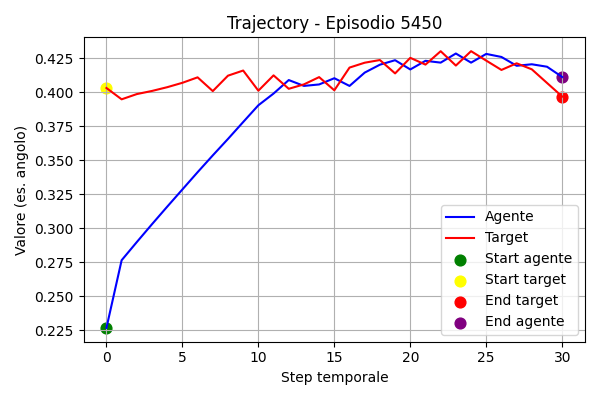 Trajectory - Episodio 5450
Valore (es. angolo)
0.425
0.400
0.375
0.350
0.325
0.300
0.275
0.250
0.225
Agente
Target
Start agente
Start target
End target
End agente
0 5 10 15 20 25 30
Step temporale